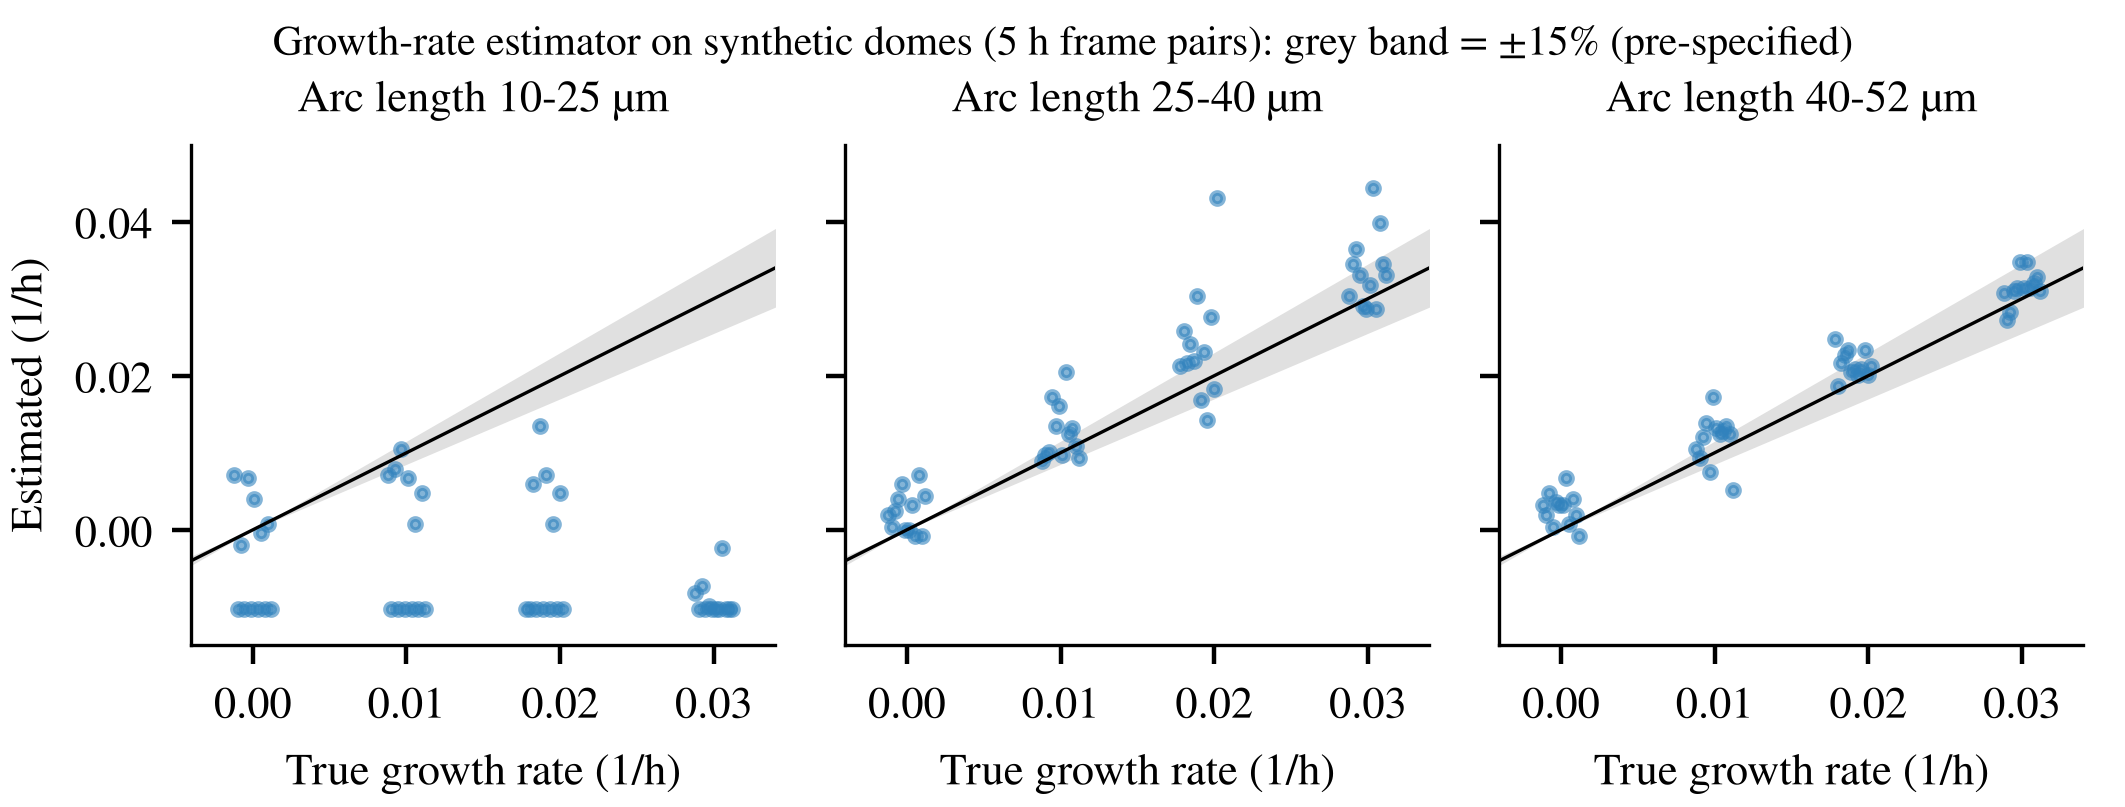 Growth-rate estimator on synthetic domes (5 h frame pairs): grey band = ±15% (pre-specified)
Arc length 10-25 µm
Arc length 25-40 µm
Arc length 40-52 µm
Estimated (1/h)
0.04
0.02
0.00
0.00 0.01 0.02 0.03
0.00 0.01 0.02 0.03
0.00 0.01 0.02 0.03
True growth rate (1/h)
True growth rate (1/h)
True growth rate (1/h)